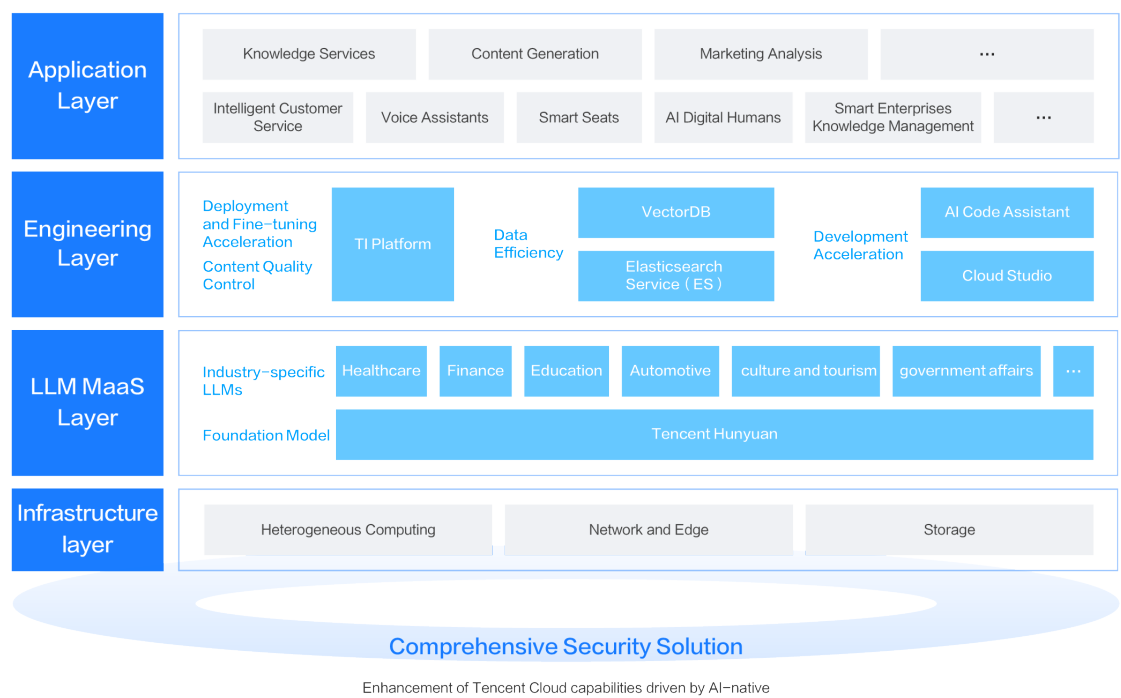 Application
Layer
Knowledge Services
Content Generation
Marketing Analysis
...
Intelligent Customer
Service
Voice Assistants
Smart Seats
AI Digital Humans
Smart Enterprises
Knowledge Management
...
Engineering
Layer
Deployment
and Fine-tuning
Acceleration
Content Quality
Control
TI Platform
Data
Efficiency
VectorDB
Elasticsearch
Service (ES)
Development
Acceleration
AI Code Assistant
Cloud Studio
LLM MaaS
Layer
Industry-specific
LLMs
Healthcare
Finance
Education
Automotive
culture and tourism
government affairs
...
Foundation Model
Tencent Hunyuan
Infrastructure
layer
Heterogeneous Computing
Network and Edge
Storage
Comprehensive Security Solution
Enhancement of Tencent Cloud capabilities driven by AI-native